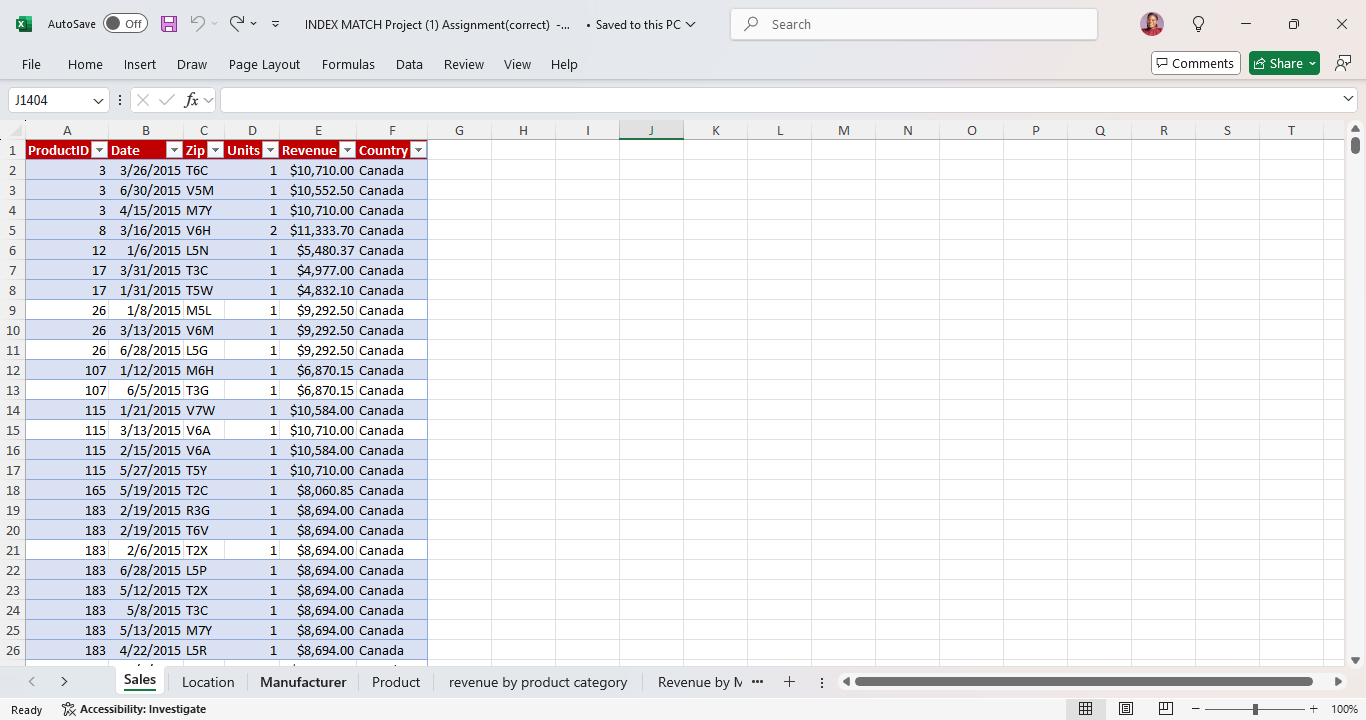 AutoSave Off INDEX MATCH Project (1) Assignment(correct) -... • Saved to this PC Search
File Home Insert Draw Page Layout Formulas Data Review View Help Comments Share
J1404 fx
A B C D E F G H I J K L M N O P Q R S T
1 ProductID Date Zip Units Revenue Country
2 3 3/26/2015 T6C 1 $10,710.00 Canada
3 3 6/30/2015 V5M 1 $10,552.50 Canada
4 3 4/15/2015 M7Y 1 $10,710.00 Canada
5 8 3/16/2015 V6H 2 $11,333.70 Canada
6 12 1/6/2015 L5N 1 $5,480.37 Canada
7 17 3/31/2015 T3C 1 $4,977.00 Canada
8 17 1/31/2015 T5W 1 $4,832.10 Canada
9 26 1/8/2015 M5L 1 $9,292.50 Canada
10 26 3/13/2015 V6M 1 $9,292.50 Canada
11 26 6/28/2015 L5G 1 $9,292.50 Canada
12 107 1/12/2015 M6H 1 $6,870.15 Canada
13 107 6/5/2015 T3G 1 $6,870.15 Canada
14 115 1/21/2015 V7W 1 $10,584.00 Canada
15 115 3/13/2015 V6A 1 $10,710.00 Canada
16 115 2/15/2015 V6A 1 $10,584.00 Canada
17 115 5/27/2015 T5Y 1 $10,710.00 Canada
18 165 5/19/2015 T2C 1 $8,060.85 Canada
19 183 2/19/2015 R3G 1 $8,694.00 Canada
20 183 2/19/2015 T6V 1 $8,694.00 Canada
21 183 2/6/2015 T2X 1 $8,694.00 Canada
22 183 6/28/2015 L5P 1 $8,694.00 Canada
23 183 5/12/2015 T2X 1 $8,694.00 Canada
24 183 5/8/2015 T3C 1 $8,694.00 Canada
25 183 5/13/2015 M7Y 1 $8,694.00 Canada
26 183 4/22/2015 L5R 1 $8,694.00 Canada
Sales Location Manufacturer Product revenue by product category Revenue by M ...
Ready Accessibility: Investigate 100%